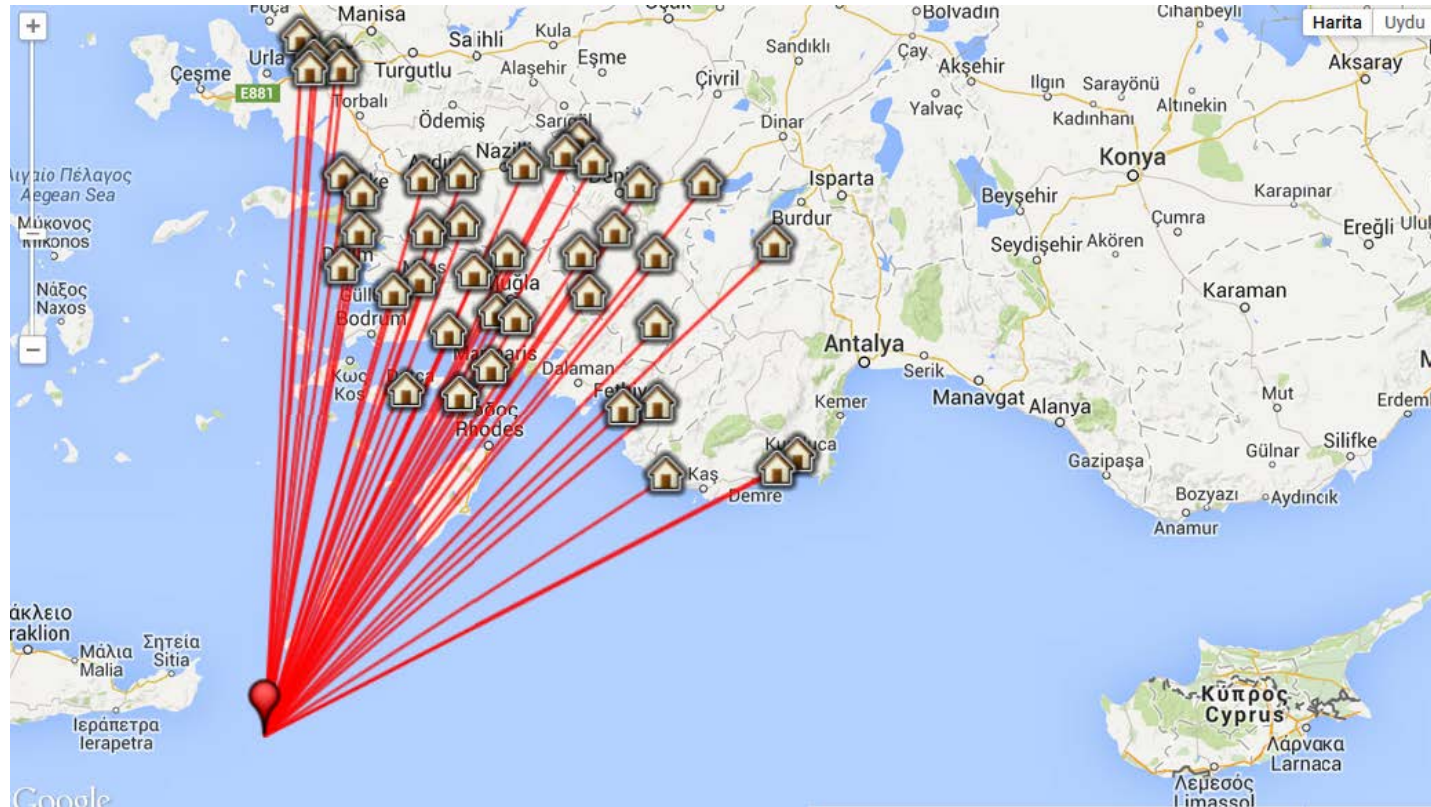 Foça
Manisa
Kula
Bolvadin
Cihanbeyli
Harita
Uydu
Urla
Salihli
Eşme
Sandıklı
Çay
Akşehir
Aksaray
Çeşme
Turgutlu
Alaşehir
Çivril
Ilgın
Sarayönü
E881
Torbalı
Yalvaç
Altınekin
Kadınhanı
Ödemiş
Sarıgöl
Dinar
Nazilli
Konya
Αιγαίο Πέλαγος
Aegean Sea
Isparta
Beyşehir
Karapınar
Μύκονος
Mikonos
Burdur
Çumra
Ereğli
Seydişehir
Akören
Νάξος
Naxos
Muğla
Karaman
Bodrum
Antalya
Serik
Marmaris
Dalaman
Κως
Kos
Manavgat
Alanya
Mut
Kemer
Rhodes
Gazipaşa
Gülnar
Silifke
Kaş
Demre
Bozyazı
Aydıncık
Anamur
Μάλια
Malia
Σητεία
Sitia
Ιεράπετρα
Ierapetra
Κύπρος
Cyprus
Λάρνακα
Larnaca
Λεμεσός
Limassol
Google